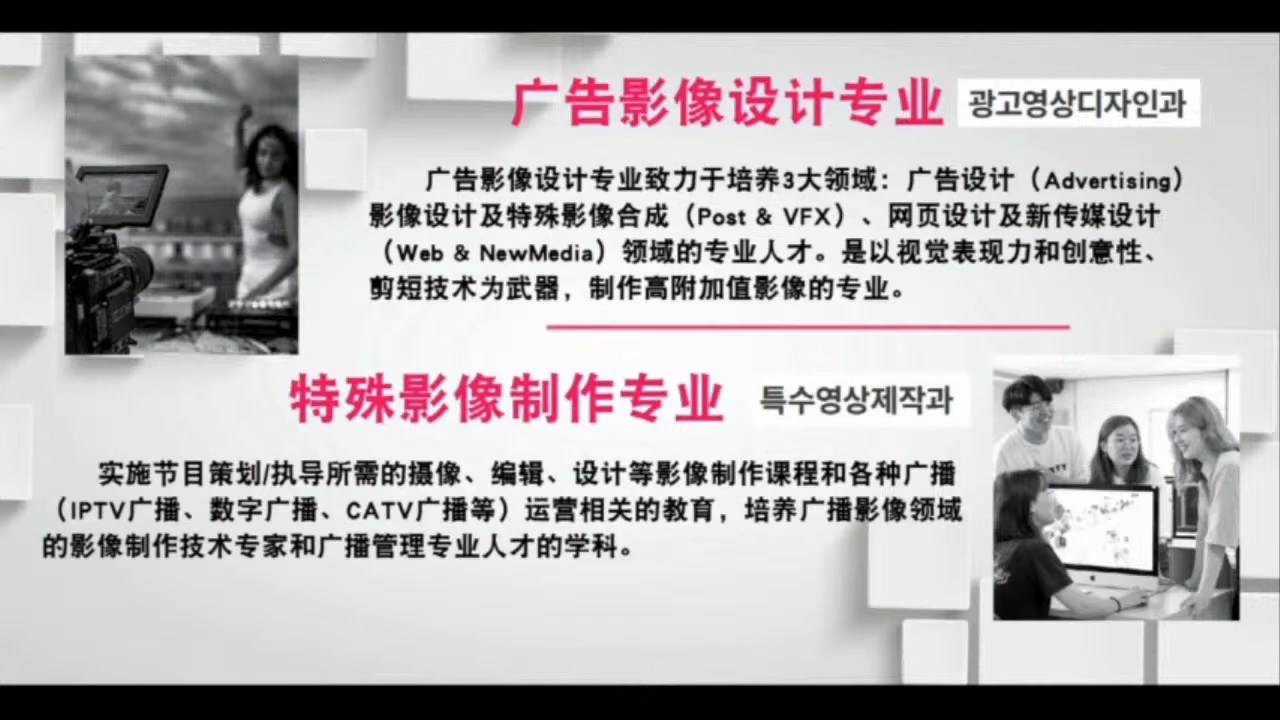 广告影像设计专业 광고영상디자인과
广告影像设计专业致力于培养3大领域：广告设计（Advertising）
影像设计及特殊影像合成（Post & VFX）、网页设计及新传媒设计
（Web & NewMedia）领域的专业人才。是以视觉表现力和创意性、
剪短技术为武器，制作高附加值影像的专业。
特殊影像制作专业 특수영상제작과
实施节目策划/执导所需的摄像、编辑、设计等影像制作课程和各种广播
（IPTV广播、数字广播、CATV广播等）运营相关的教育，培养广播影像领域
的影像制作技术专家和广播管理专业人才的学科。